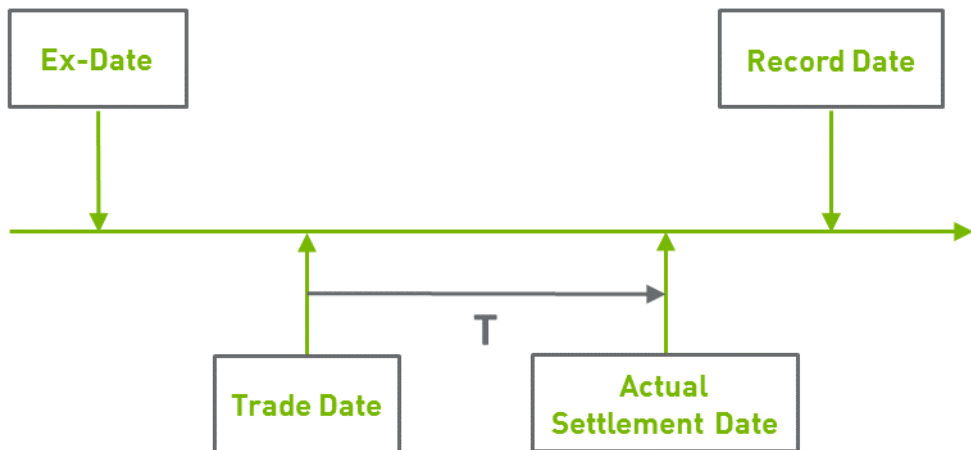 Ex-Date
Record Date
T
Trade Date
Actual
Settlement Date